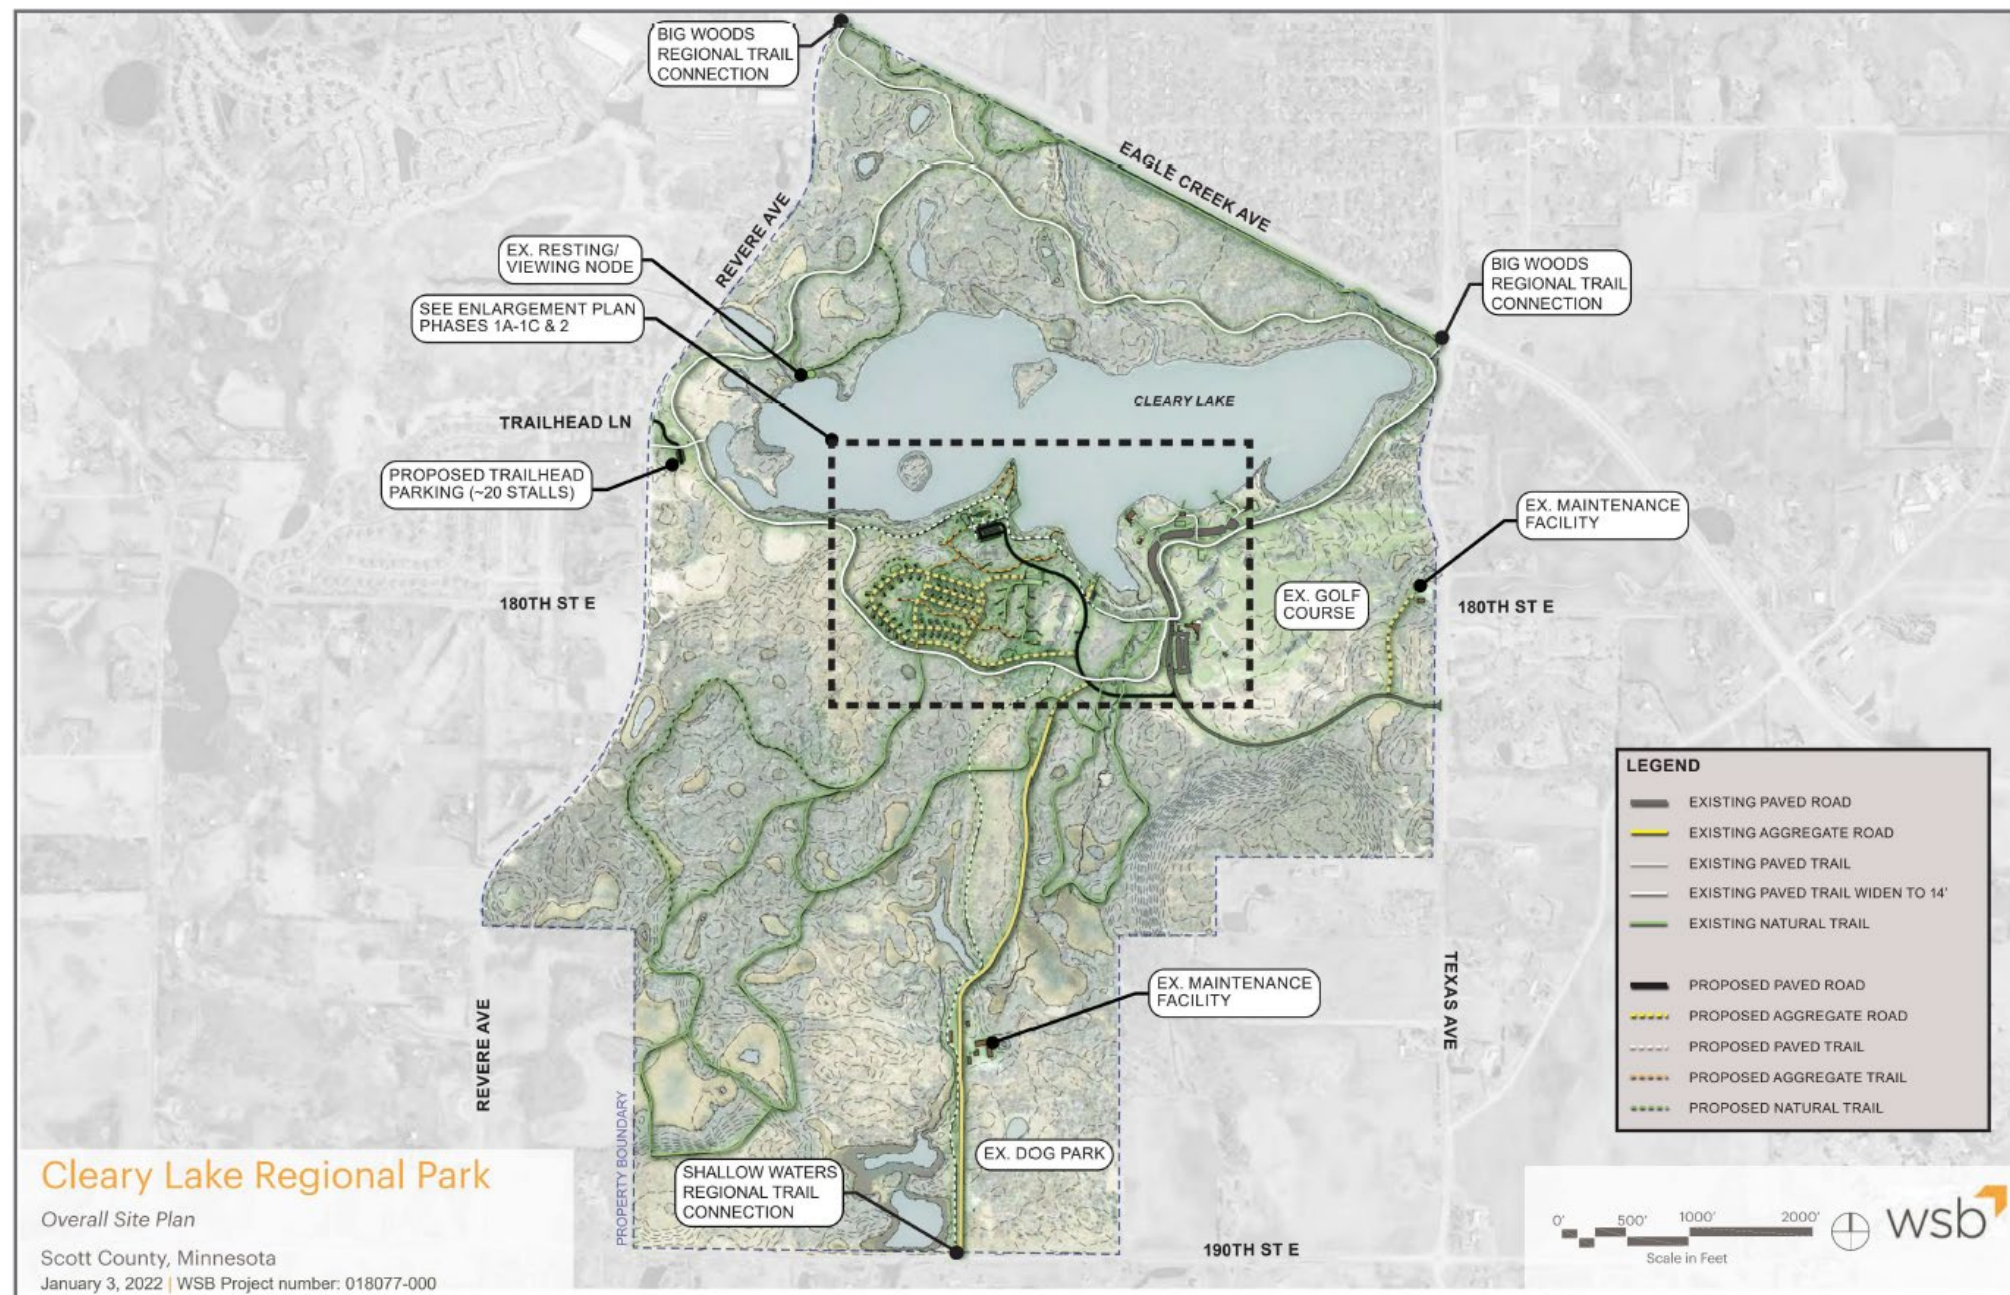 BIG WOODS
REGIONAL TRAIL
CONNECTION
EAGLE CREEK AVE
REVERE AVE
EX. RESTING/
VIEWING NODE
BIG WOODS
REGIONAL TRAIL
CONNECTION
SEE ENLARGEMENT PLAN
PHASES 1A-1C & 2
CLEARY LAKE
TRAILHEAD LN
PROPOSED TRAILHEAD
PARKING (~20 STALLS)
EX. MAINTENANCE
FACILITY
180TH ST E
EX. GOLF
COURSE
180TH ST E
LEGEND
EXISTING PAVED ROAD
EXISTING AGGREGATE ROAD
EXISTING PAVED TRAIL
EXISTING PAVED TRAIL WIDEN TO 14'
EXISTING NATURAL TRAIL
PROPOSED PAVED ROAD
PROPOSED AGGREGATE ROAD
PROPOSED PAVED TRAIL
PROPOSED AGGREGATE TRAIL
PROPOSED NATURAL TRAIL
TEXAS AVE
EX. MAINTENANCE
FACILITY
REVERE AVE
PROPERTY BOUNDARY
EX. DOG PARK
SHALLOW WATERS
REGIONAL TRAIL
CONNECTION
190TH ST E
Cleary Lake Regional Park
Overall Site Plan
Scott County, Minnesota
January 3, 2022 | WSB Project number: 018077-000
0' 500' 1000' 2000'
Scale in Feet
wsb